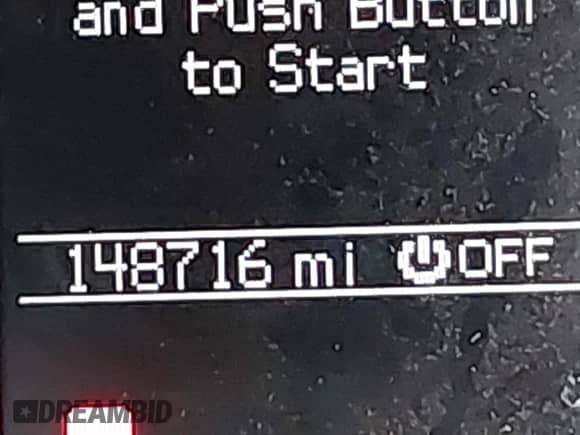 and Push Button
to Start
148716 mi OFF
DREAMBID